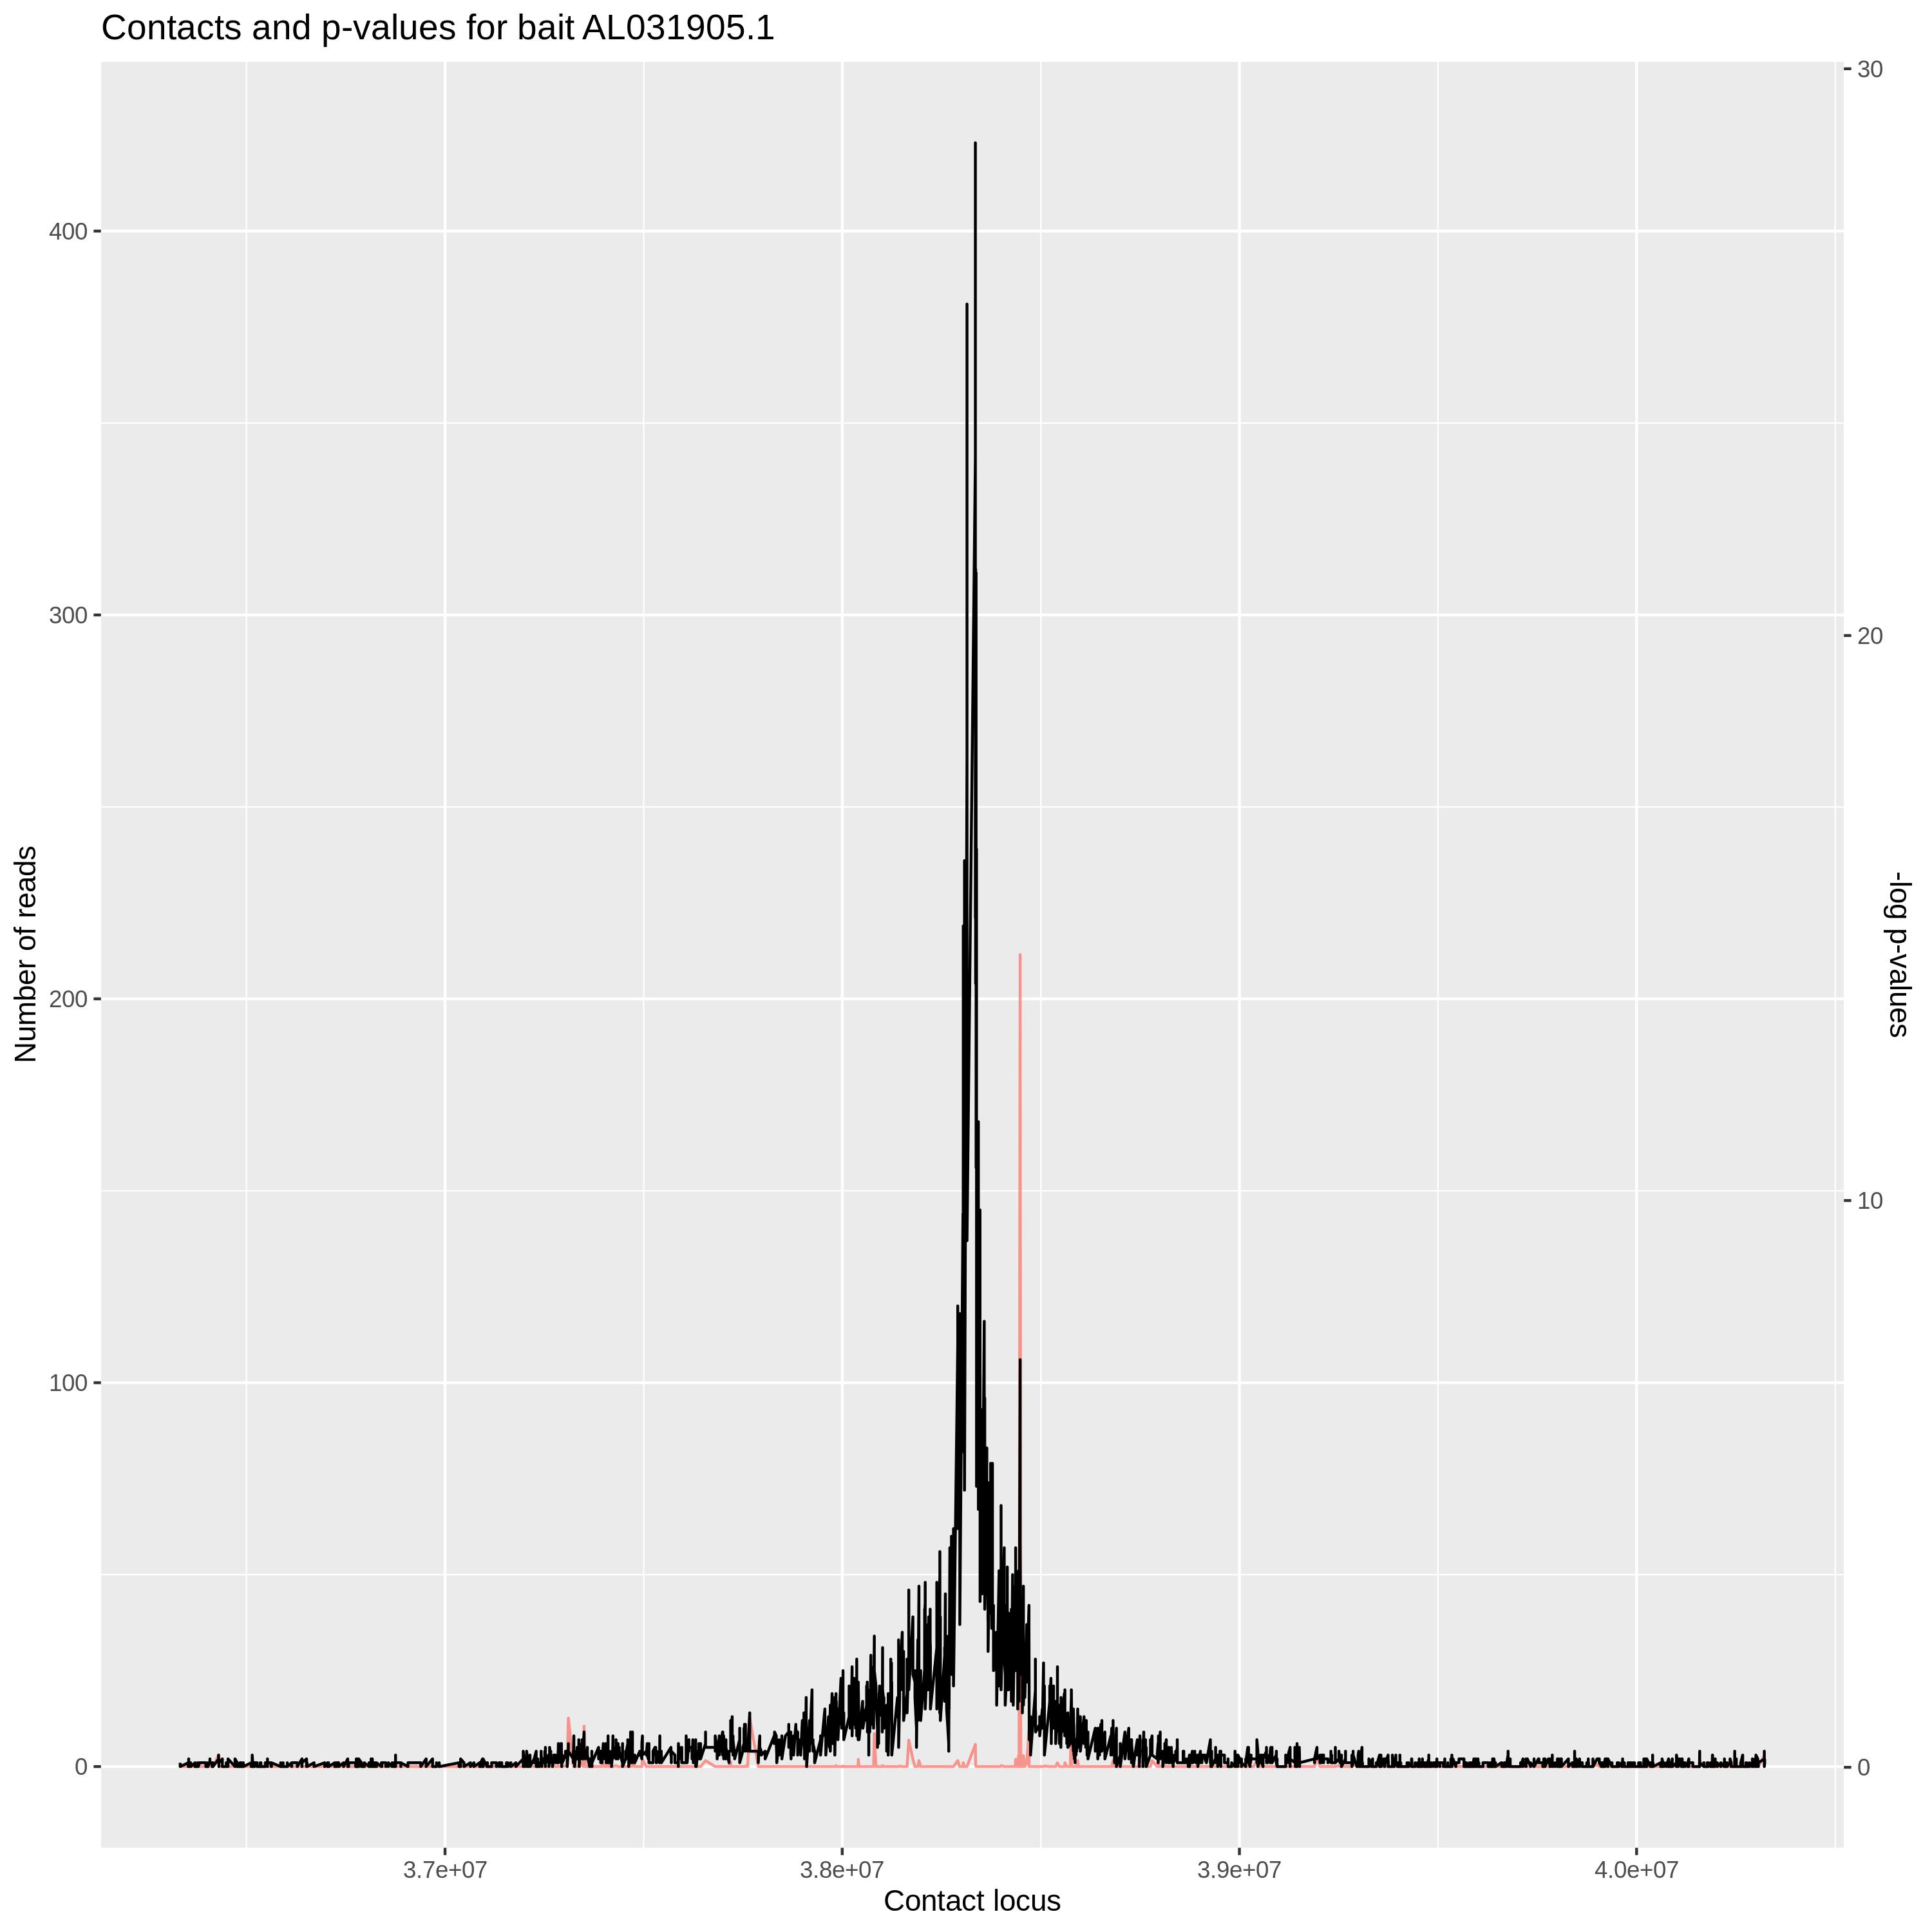 Contacts and p-values for bait AL031905.1
Number of reads
400
300
200
100
0
30
20
10
0
-log p-values
3.7e+07
3.8e+07
3.9e+07
4.0e+07
Contact locus